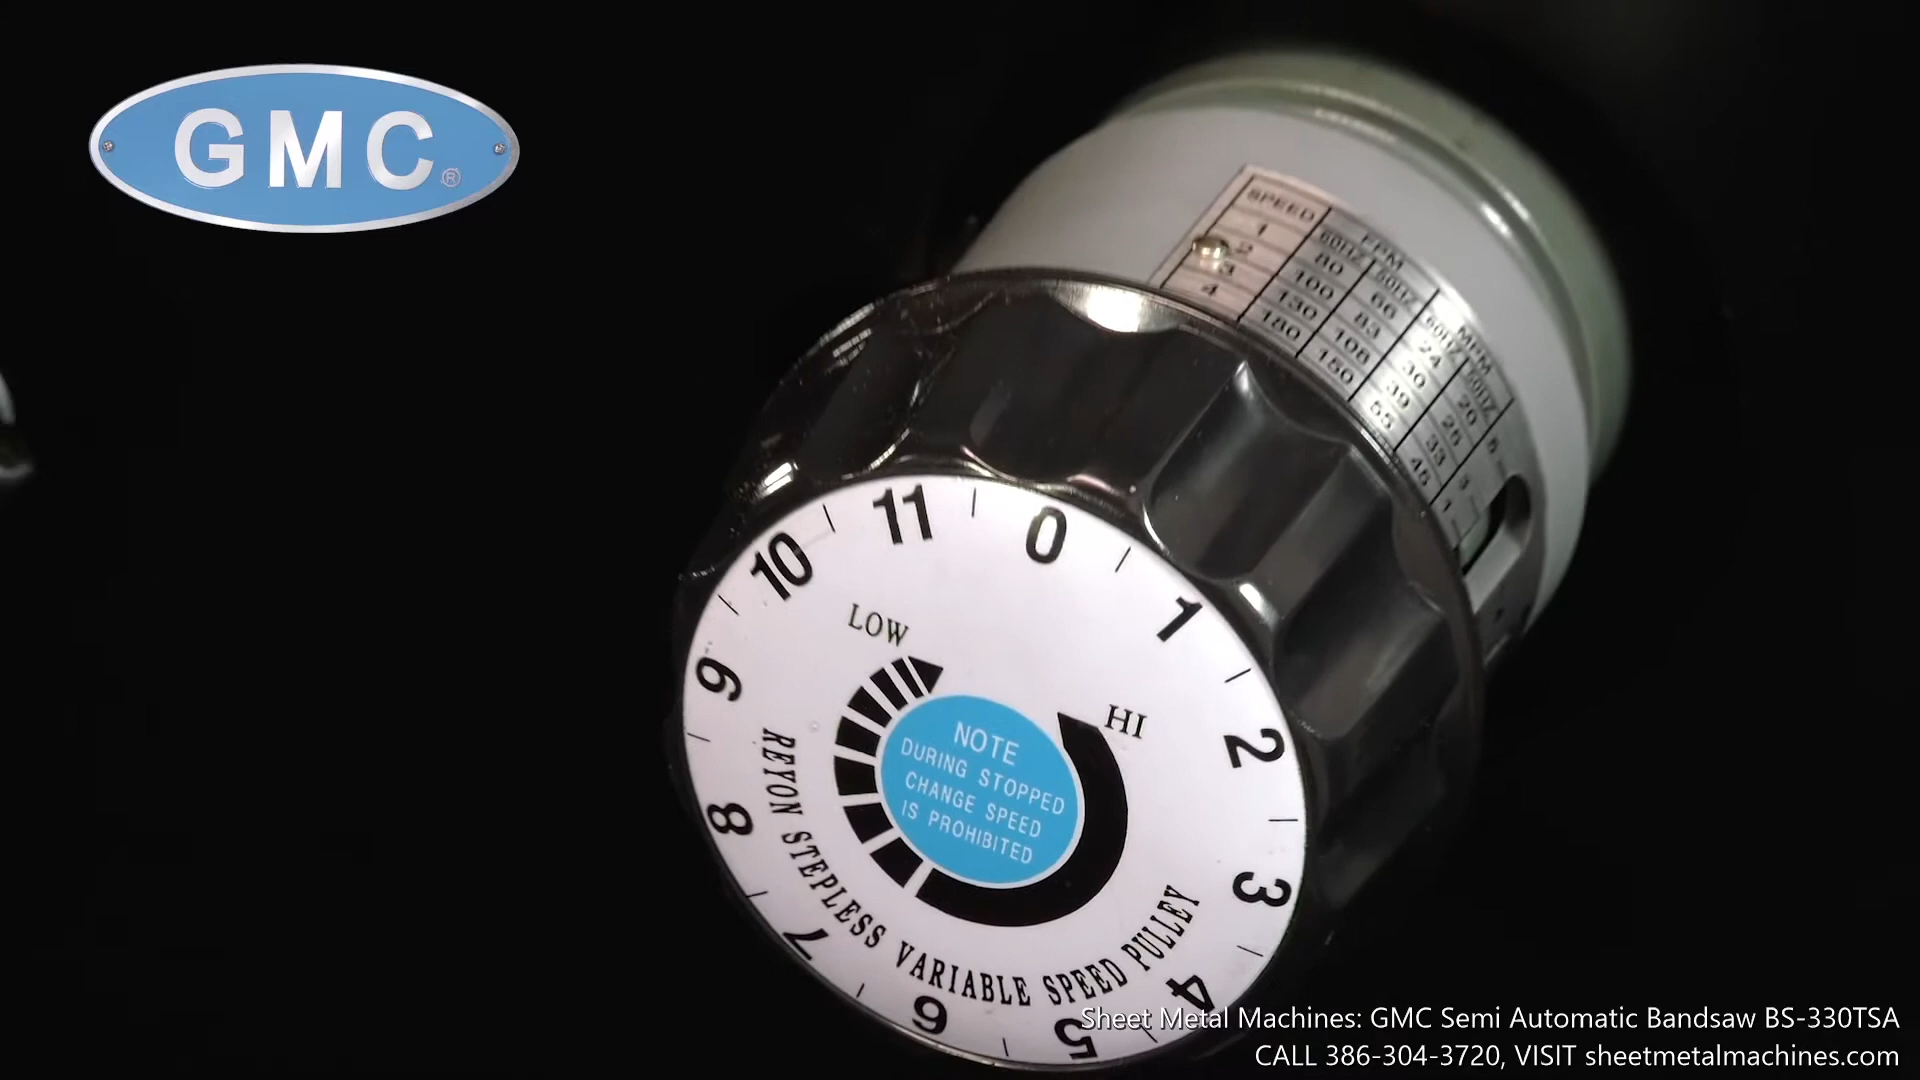 GMC®
SPEED FPM MPM
60HZ 50HZ 60HZ 50HZ
1 80 66 24 20
2 100 83 30 25
3 130 108 39 33
4 180 150 55 45
5
3
1
11 0 1 2 3 4 5 6 7 8 9 10
LOW
HI
NOTE
DURING STOPPED
CHANGE SPEED
IS PROHIBITED
REYON STEPLESS VARIABLE SPEED PULLEY
Sheet Metal Machines: GMC Semi Automatic Bandsaw BS-330TSA
CALL 386-304-3720, VISIT sheetmetalmachines.com